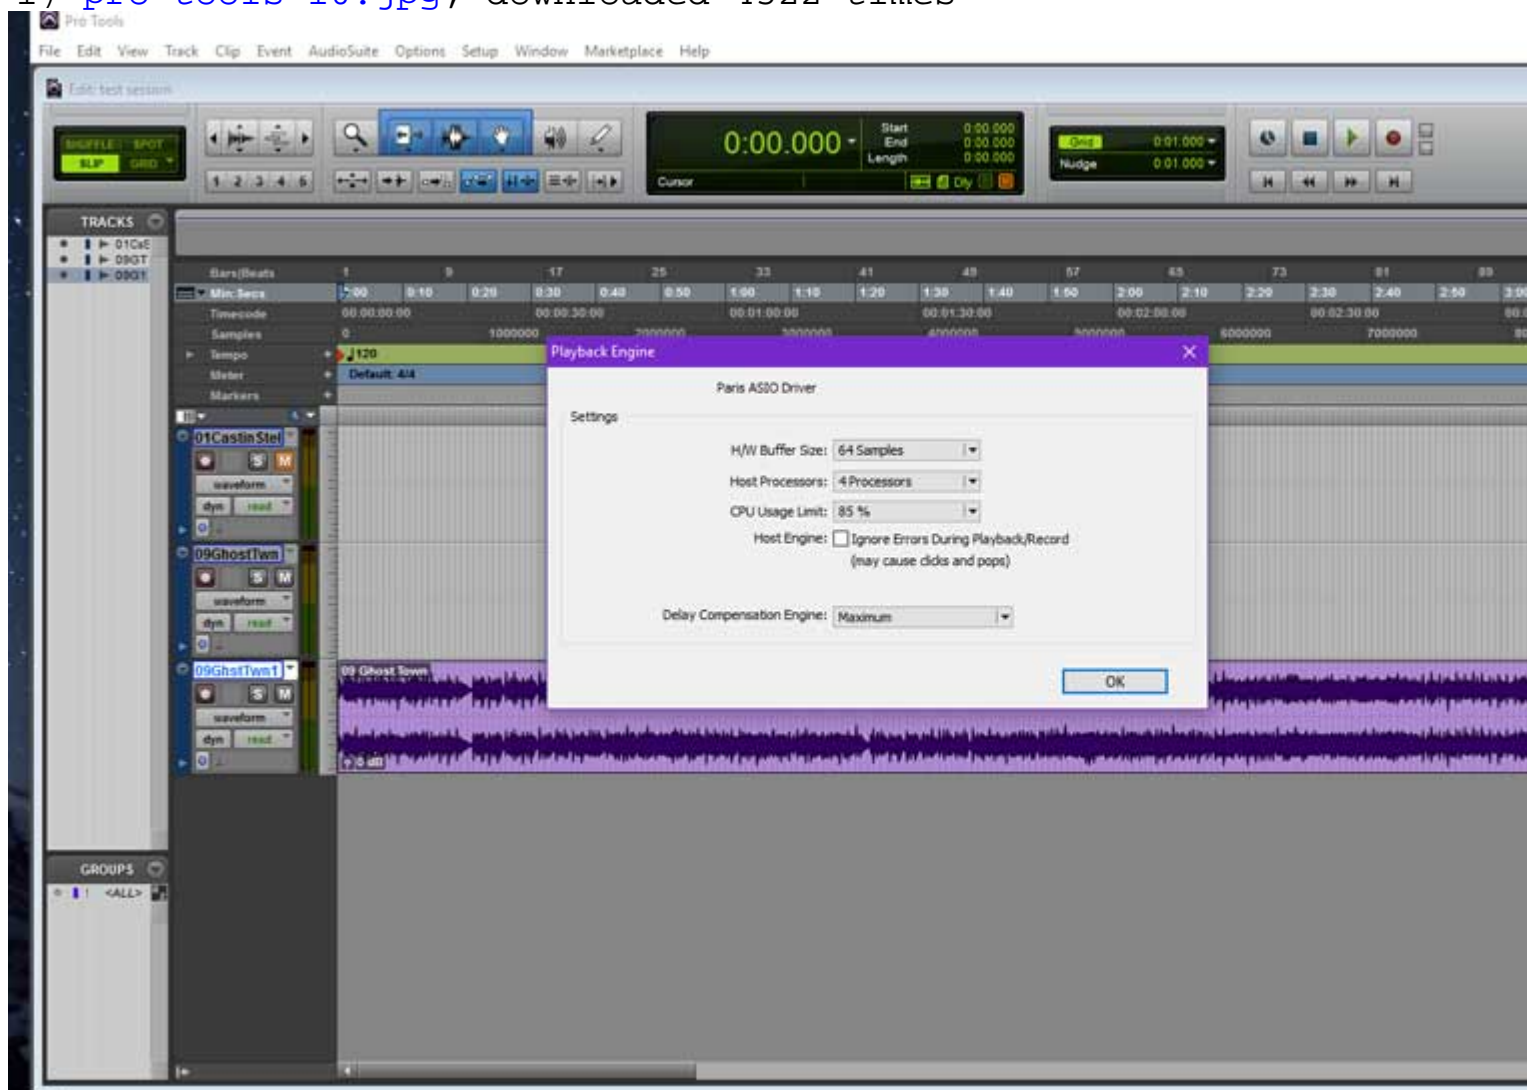 Pro Tools
File Edit View Track Clip Event AudioSuite Options Setup Window Marketplace Help
Edit: test session
SHUFFLE SPOT
SLIP GRID
1 2 3 4 5
0:00.000
Start 0:00.000
End 0:00.000
Length 0:00.000
Cursor
Dly
Grid 0:01.000
Nudge 0:01.000
TRACKS
01CsS
09GT
09G1
Bars|Beats 1 9 17 25 33 41 49 57 65 73 81 89
Min:Secs 0:00 0:10 0:20 0:30 0:40 0:50 1:00 1:10 1:20 1:30 1:40 1:50 2:00 2:10 2:20 2:30 2:40 2:50 3:00
Timecode 00:00:00:00 00:00:30:00 00:01:00:00 00:01:30:00 00:02:00:00 00:02:30:00
Samples 0 1000000 2000000 3000000 4000000 5000000 6000000 7000000
Tempo 120
Meter Default: 4/4
Markers
Playback Engine
Paris ASIO Driver
Settings
H/W Buffer Size: 64 Samples
Host Processors: 4 Processors
CPU Usage Limit: 85 %
Host Engine: Ignore Errors During Playback/Record
(may cause clicks and pops)
Delay Compensation Engine: Maximum
OK
01CastinStel
S M
waveform
dyn read
09GhostTwn
S M
waveform
dyn read
09GhstTwn1
S M
waveform
dyn read
09 Ghost Town
0 dB
GROUPS
! <ALL>